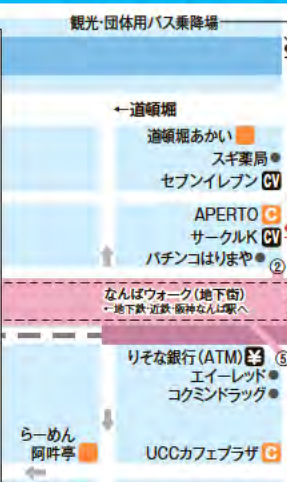 観光・団体用バス乗降場
←道頓堀
道頓堀あかい
スギ薬局
セブンイレブン CV
APERTO C
サークルK CV
パチンコはりまや
②
なんばウォーク(地下街)
←地下鉄・近鉄・阪神なんば駅へ
りそな銀行(ATM) ¥
⑤
エイーレッド
コクミンドラッグ
らーめん
阿吽亭
UCCカフェプラザ C